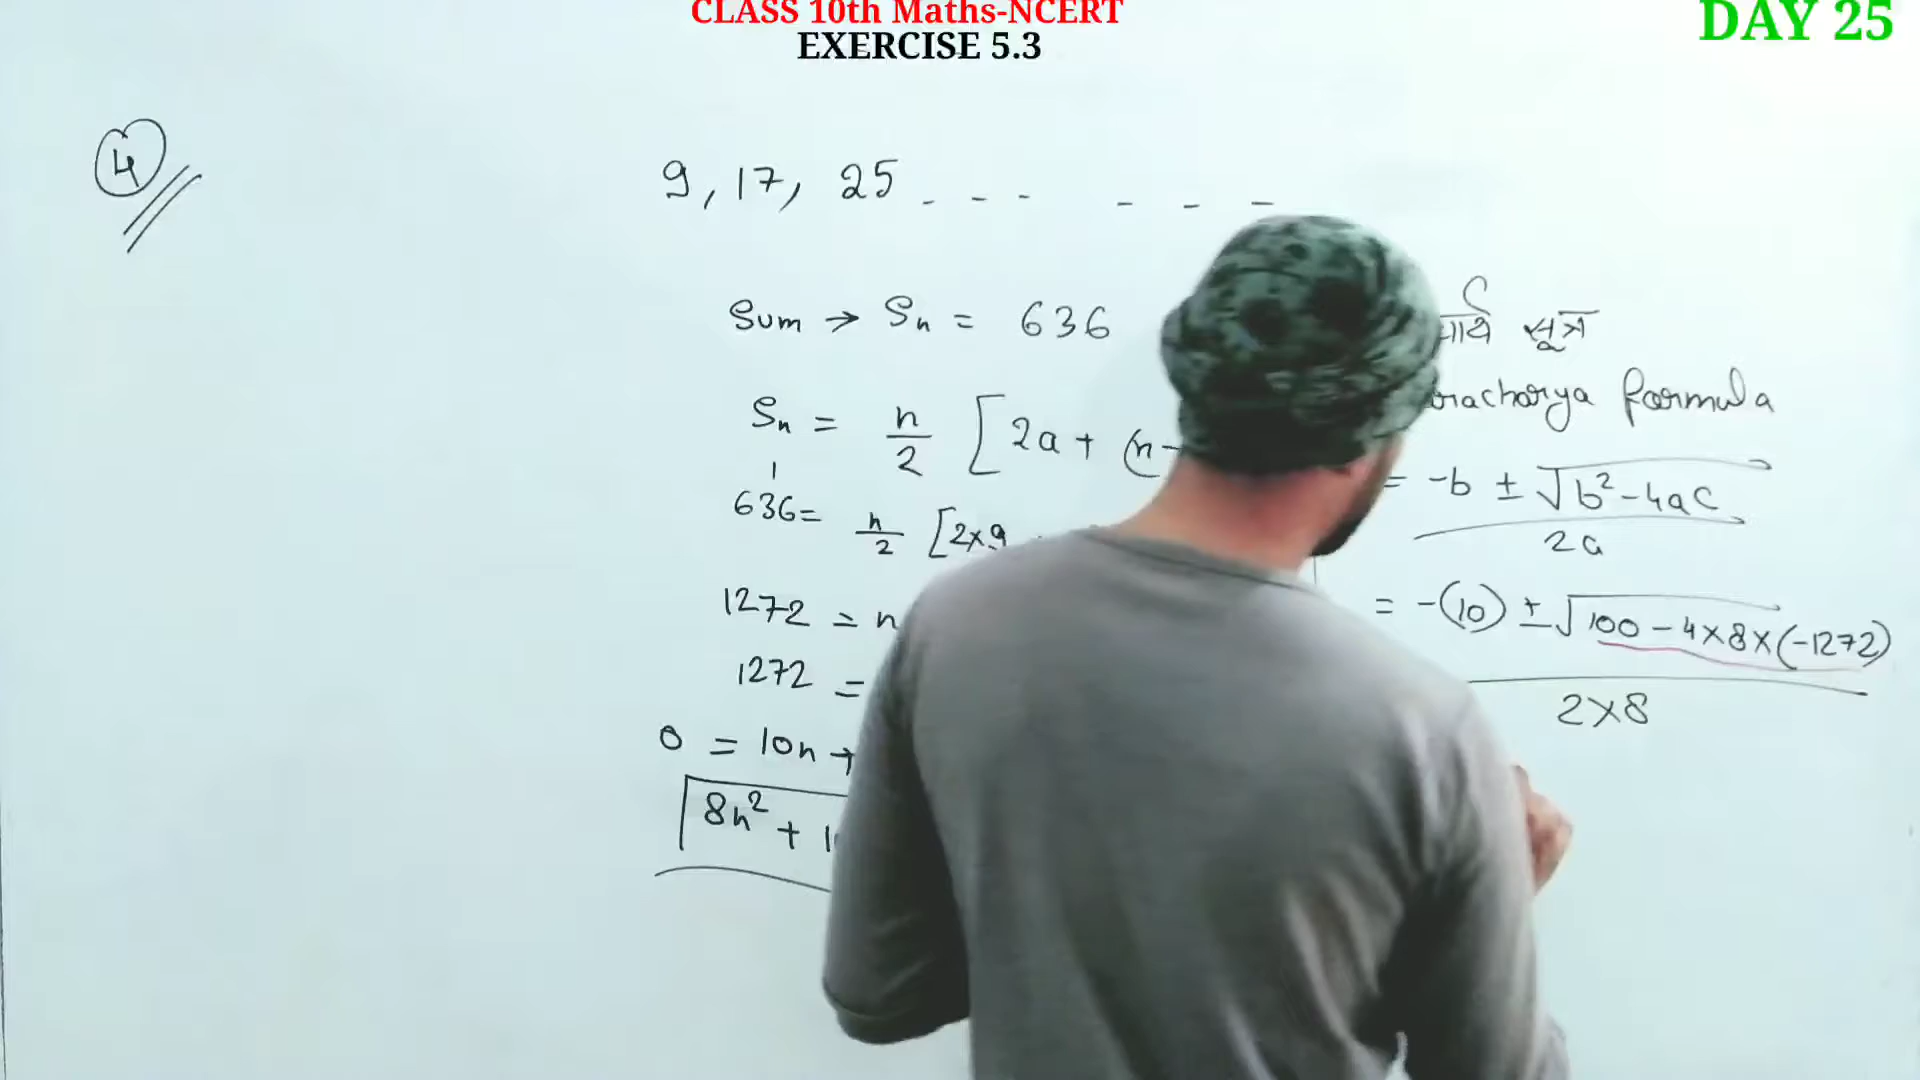 CLASS 10th Maths-NCERT
EXERCISE 5.3
DAY 25
4
9, 17, 25 - - - - - -
Sum → Sn = 636
Sn = n/2 [2a + (n-
636 = n/2 [2×9
1272 = n
1272 =
0 = 10n +
8n² + 1
सूत्र
formula
= -b ± √b²-4ac
2a
= -(10) ± √100 - 4×8×(-1272)
2×8